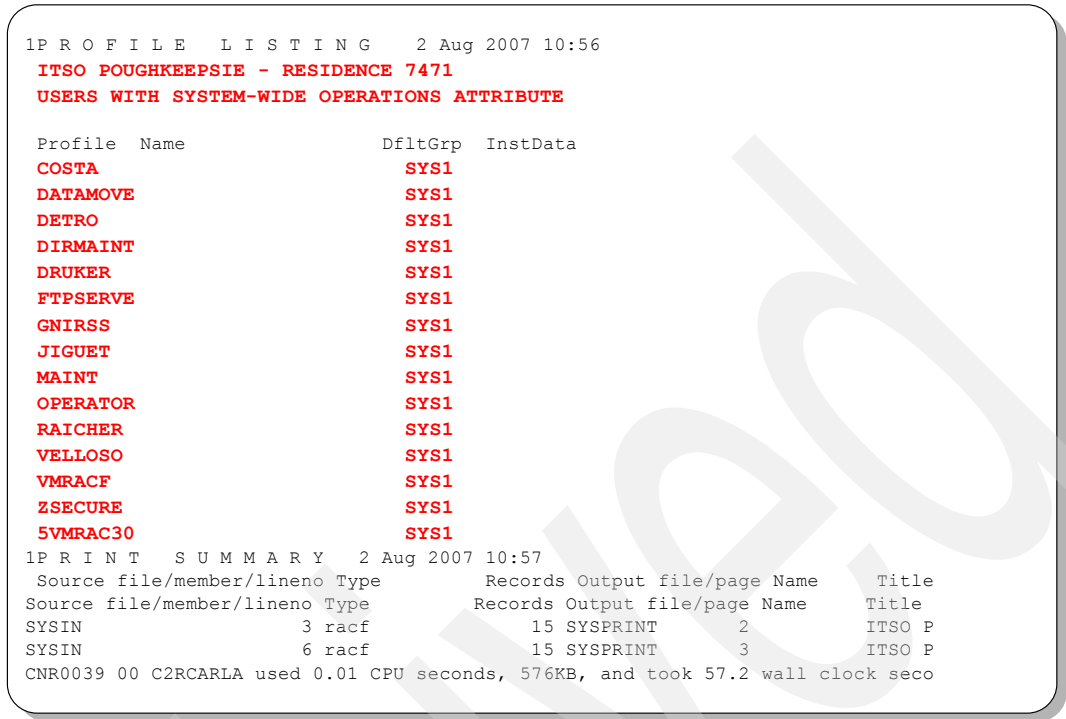 1P R O F I L E   L I S T I N G    2 Aug 2007 10:56
ITSO POUGHKEEPSIE - RESIDENCE 7471
USERS WITH SYSTEM-WIDE OPERATIONS ATTRIBUTE
Profile  Name                 DfltGrp  InstData
COSTA                           SYS1
DATAMOVE                        SYS1
DETRO                           SYS1
DIRMAINT                        SYS1
DRUKER                          SYS1
FTPSERVE                        SYS1
GNIRSS                          SYS1
JIGUET                          SYS1
MAINT                           SYS1
OPERATOR                        SYS1
RAICHER                         SYS1
VELLOSO                         SYS1
VMRACF                          SYS1
ZSECURE                         SYS1
5VMRAC30                        SYS1
1P R I N T   S U M M A R Y   2 Aug 2007 10:57
Source file/member/lineno Type           Records Output file/page Name     Title
Source file/member/lineno Type          Records Output file/page Name     Title
SYSIN                        3 racf              15 SYSPRINT       2          ITSO P
SYSIN                        6 racf              15 SYSPRINT       3          ITSO P
CNR0039 00 C2RCARLA used 0.01 CPU seconds, 576KB, and took 57.2 wall clock seco